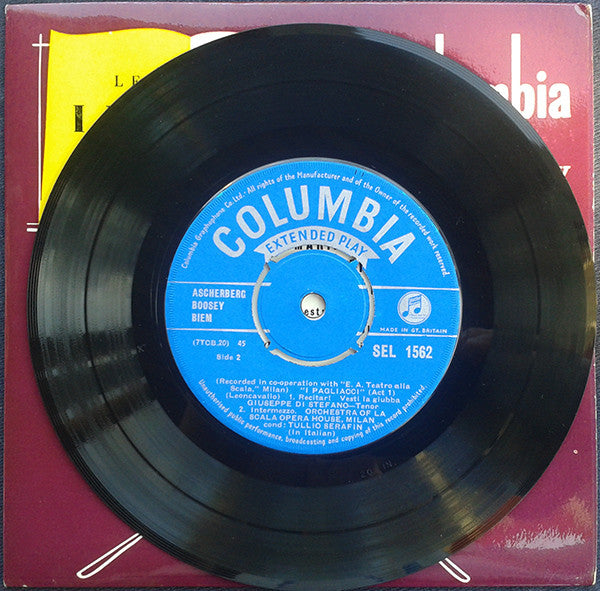 LE
I
mbia
Columbia Graphophone Co. Ltd.· All rights of the Manufacturer and of the Owner of the recorded work reserved.
COLUMBIA
EXTENDED PLAY
ASCHERBERG
BOOSEY
BIEM
MADE IN GT. BRITAIN
(7TCB.20) 45
Side 2
SEL 1562
estr
(Recorded in co-operation with "E. A. Teatro alla
Scala," Milan) "I PAGLIACCI" (Act 1)
(Leoncavallo) 1. Recitar! Vesti la giubba
GIUSEPPE DI STEFANO—Tenor
2. Intermezzo. ORCHESTRA OF LA
SCALA OPERA HOUSE, MILAN
cond: TULLIO SERAFIN
(In Italian)
Unauthorised public performance, broadcasting and copying of this record prohibited.